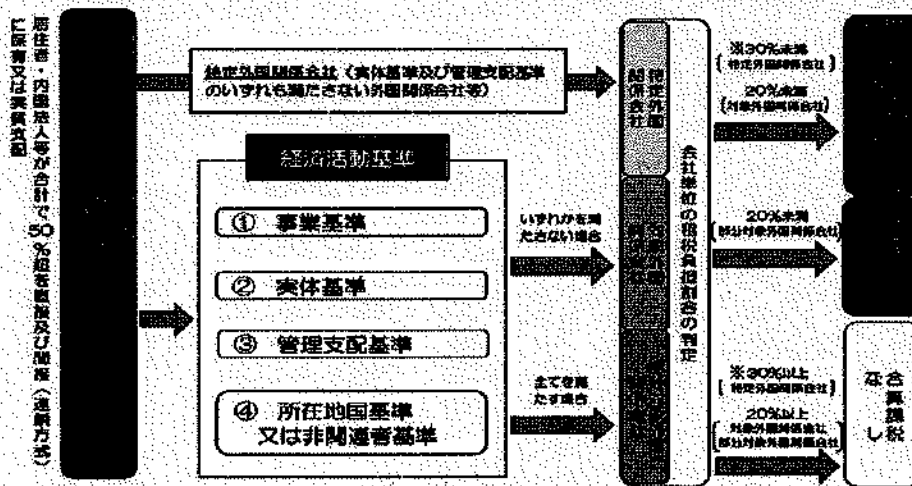 居住者・内国法人等が合計で50%超を直接及び間接(連鎖方式)
に保有又は実質支配
特定外国関係会社(実体基準及び管理支配基準
のいずれも満たさない外国関係会社等)
経済活動基準
① 事業基準
② 実体基準
③ 管理支配基準
④ 所在地国基準
又は非関連者基準
いずれかを満
たさない場合
全てを満
たす場合
特定外国
関係会社
会社単位の租税負担割合の判定
※30%未満
(特定外国関係会社)
20%未満
(対象外国関係会社)
20%未満
(部分対象外国関係会社)
※30%以上
(特定外国関係会社)
20%以上
対象外国関係会社
部分対象外国関係会社
合算課税
なし